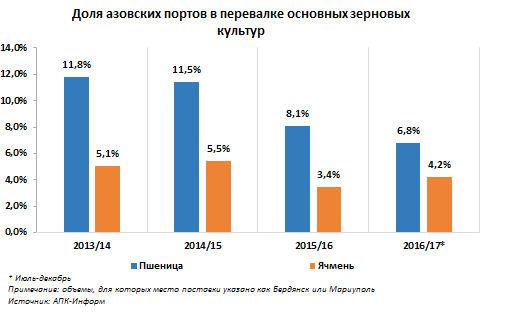 Доля азовских портов в перевалке основных зерновых
культур
14,0%
12,0%
10,0%
8,0%
6,0%
4,0%
2,0%
0,0%
11,8%
5,1%
11,5%
5,5%
8,1%
3,4%
6,8%
4,2%
2013/14
2014/15
2015/16
2016/17*
Пшеница
Ячмень
* Июль-декабрь
Примечание: объемы, для которых место поставки указано как Бердянск или Мариуполь
Источник: АПК-Информ